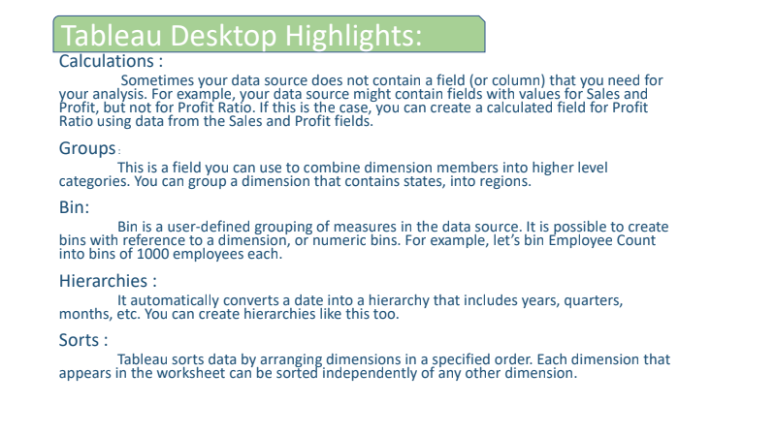 Tableau Desktop Highlights:
Calculations :
Sometimes your data source does not contain a field (or column) that you need for
your analysis. For example, your data source might contain fields with values for Sales and
Profit, but not for Profit Ratio. If this is the case, you can create a calculated field for Profit
Ratio using data from the Sales and Profit fields.
Groups :
This is a field you can use to combine dimension members into higher level
categories. You can group a dimension that contains states, into regions.
Bin:
Bin is a user-defined grouping of measures in the data source. It is possible to create
bins with reference to a dimension, or numeric bins. For example, let’s bin Employee Count
into bins of 1000 employees each.
Hierarchies :
It automatically converts a date into a hierarchy that includes years, quarters,
months, etc. You can create hierarchies like this too.
Sorts :
Tableau sorts data by arranging dimensions in a specified order. Each dimension that
appears in the worksheet can be sorted independently of any other dimension.